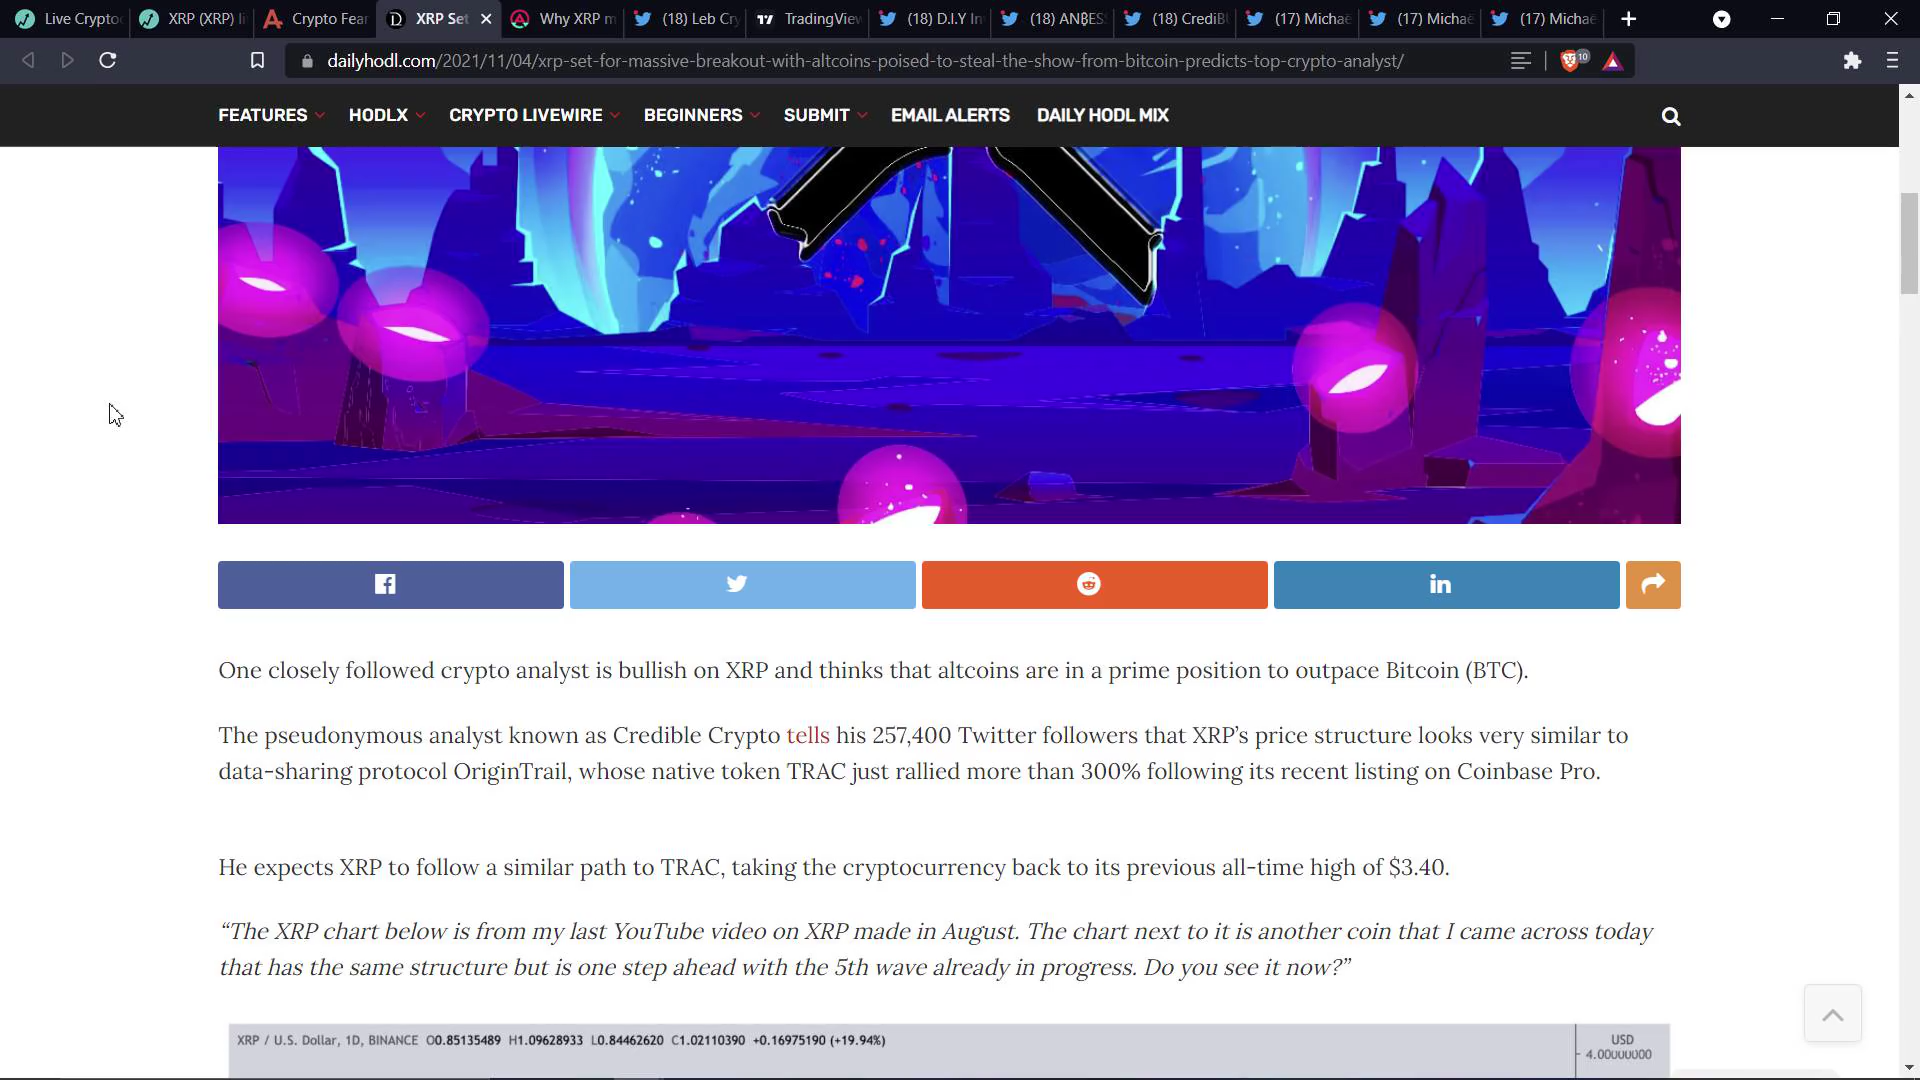 Live Cryptoc
XRP (XRP) li
Crypto Fear
XRP Set
Why XRP m
(18) Leb Cry
TradingView
(18) D.I.Y In
(18) ANBESS
(18) CrediBU
(17) Michaë
(17) Michaë
(17) Michaë
dailyhodl.com/2021/11/04/xrp-set-for-massive-breakout-with-altcoins-poised-to-steal-the-show-from-bitcoin-predicts-top-crypto-analyst/
10
FEATURES HODLX CRYPTO LIVEWIRE BEGINNERS SUBMIT EMAIL ALERTS DAILY HODL MIX
One closely followed crypto analyst is bullish on XRP and thinks that altcoins are in a prime position to outpace Bitcoin (BTC).
The pseudonymous analyst known as Credible Crypto tells his 257,400 Twitter followers that XRP’s price structure looks very similar to
data-sharing protocol OriginTrail, whose native token TRAC just rallied more than 300% following its recent listing on Coinbase Pro.
He expects XRP to follow a similar path to TRAC, taking the cryptocurrency back to its previous all-time high of $3.40.
“The XRP chart below is from my last YouTube video on XRP made in August. The chart next to it is another coin that I came across today
that has the same structure but is one step ahead with the 5th wave already in progress. Do you see it now?”
XRP / U.S. Dollar, 1D, BINANCE O0.85135489 H1.09628933 L0.84462620 C1.02110390 +0.16975190 (+19.94%)
USD
4.00000000